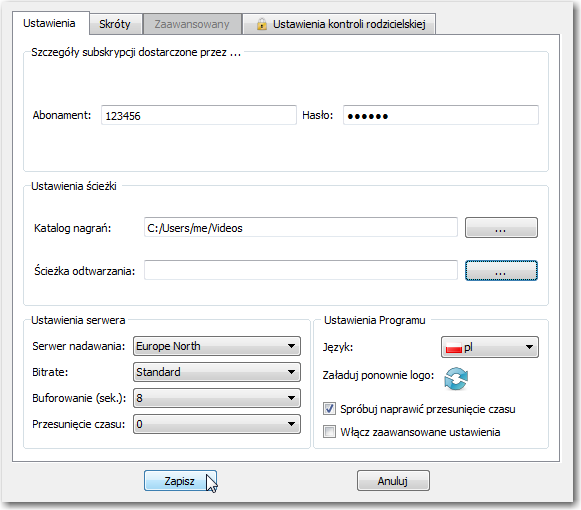 Ustawienia Skróty Zaawansowany Ustawienia kontroli rodzicielskiej
Szczegóły subskrypcji dostarczone przez ...
Abonament: 123456 Hasło: ●●●●●●
Ustawienia ścieżki
Katalog nagrań: C:/Users/me/Videos ...
Ścieżka odtwarzania: ...
Ustawienia serwera
Serwer nadawania: Europe North
Bitrate: Standard
Buforowanie (sek.): 8
Przesunięcie czasu: 0
Ustawienia Programu
Język: pl
Załaduj ponownie logo:
Spróbuj naprawić przesunięcie czasu
Włącz zaawansowane ustawienia
Zapisz Anuluj